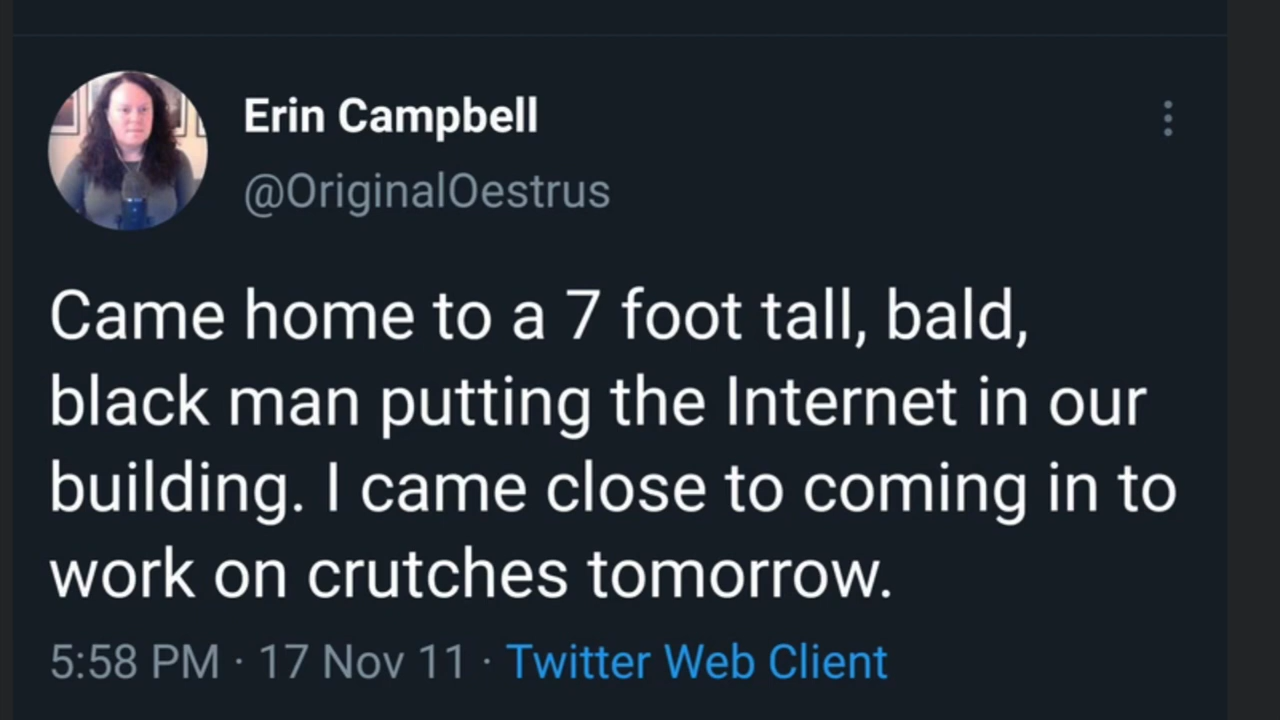 Erin Campbell
@OriginalOestrus
Came home to a 7 foot tall, bald,
black man putting the Internet in our
building. I came close to coming in to
work on crutches tomorrow.
5:58 PM · 17 Nov 11 · Twitter Web Client